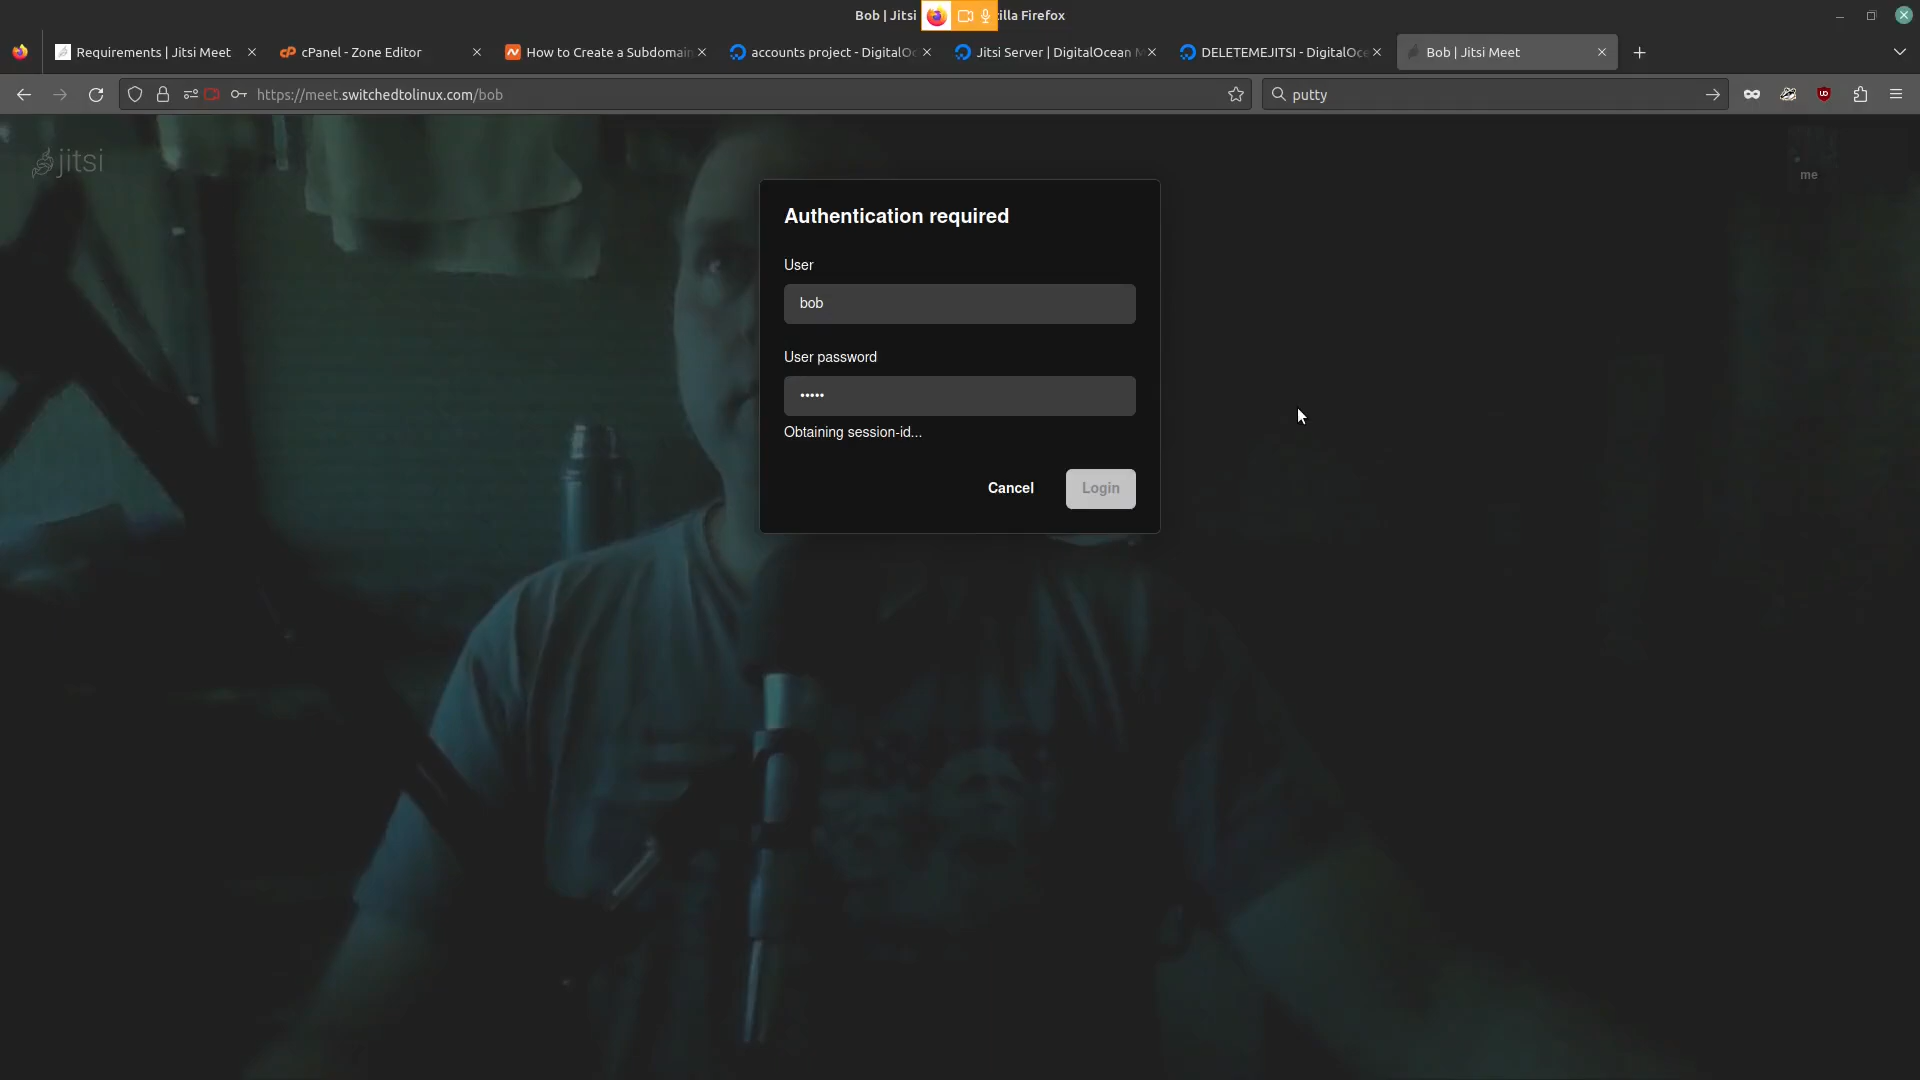 Bob | Jitsi
illa Firefox
Requirements | Jitsi Meet
cPanel - Zone Editor
How to Create a Subdomain
accounts project - DigitalOc
Jitsi Server | DigitalOcean M
DELETEMEJITSI - DigitalOce
Bob | Jitsi Meet
https://meet.switchedtolinux.com/bob
putty
jitsi
me
Authentication required
User
bob
User password
•••••
Obtaining session-id...
Cancel
Login